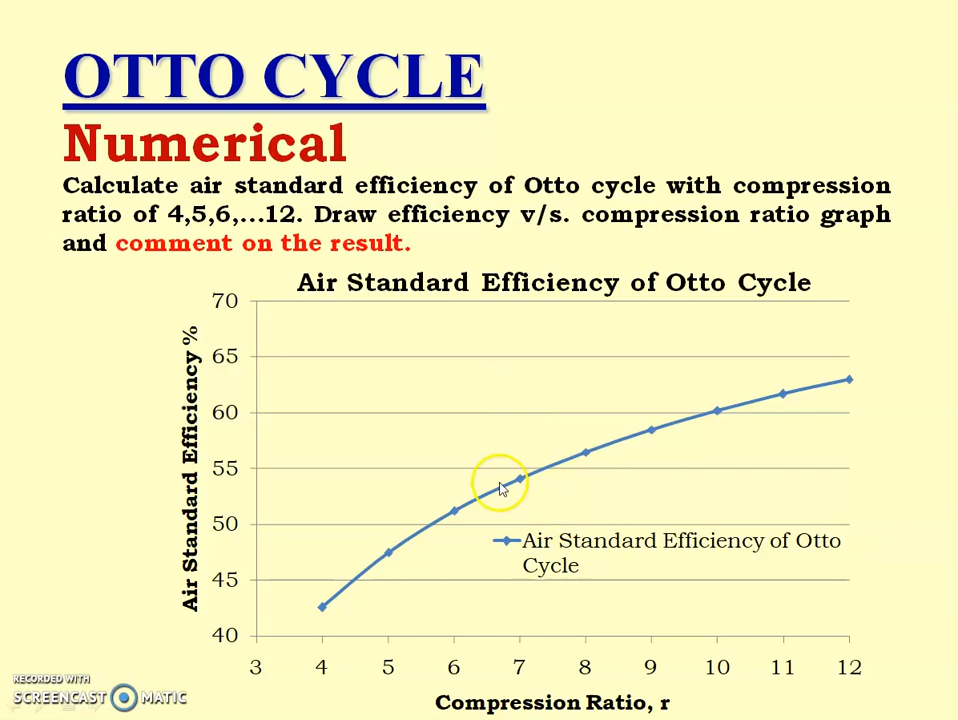 OTTO CYCLE
Numerical
Calculate air standard efficiency of Otto cycle with compression
ratio of 4,5,6,...12. Draw efficiency v/s. compression ratio graph
and comment on the result.
Air Standard Efficiency of Otto Cycle
70
65
60
55
50
45
40
Air Standard Efficiency %
Air Standard Efficiency of Otto
Cycle
3 4 5 6 7 8 9 10 11 12
Compression Ratio, r
RECORDED WITH
SCREENCAST MATIC